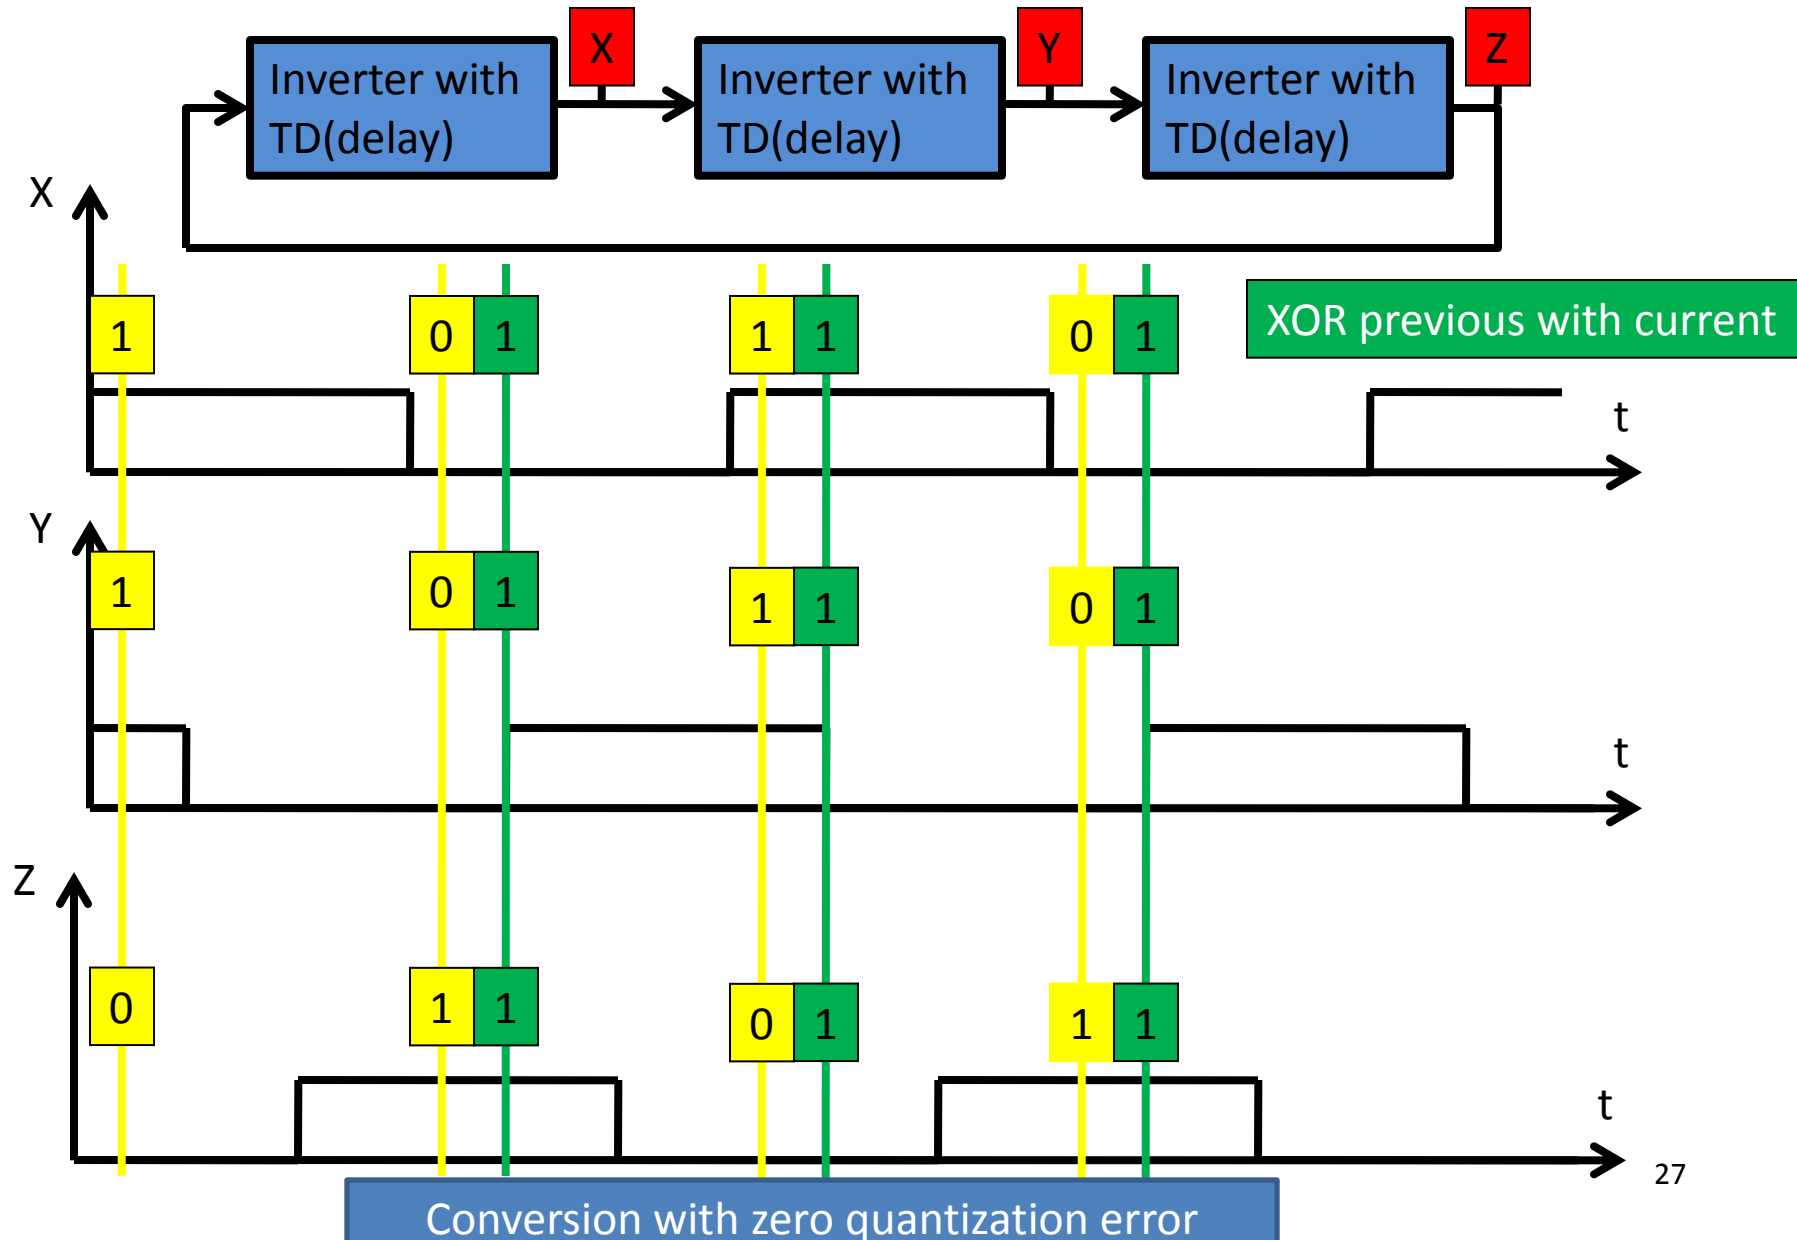 X
Y
Z
Inverter with
TD(delay)
Inverter with
TD(delay)
Inverter with
TD(delay)
X
1
0 1
1 1
0 1
XOR previous with current
t
Y
1
0 1
1 1
0 1
t
Z
0
1 1
0 1
1 1
t
27
Conversion with zero quantization error